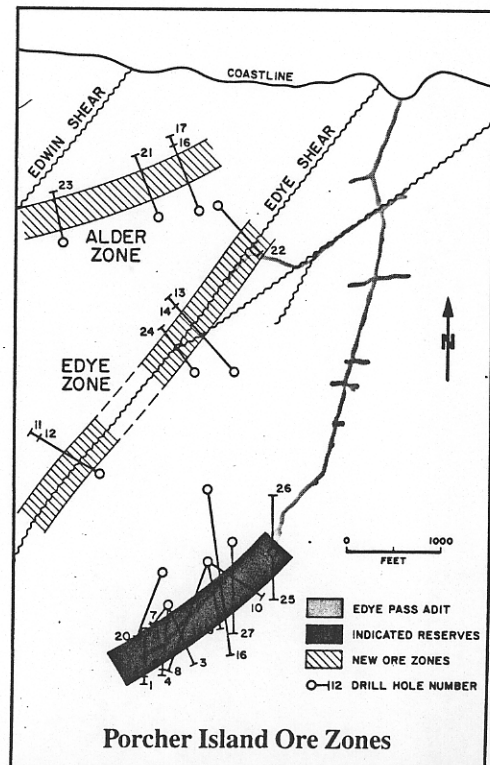 COASTLINE
EDWIN SHEAR
17
16
21
EDYE SHEAR
23
ALDER
ZONE
22
13
14
24
EDYE
ZONE
N
11
12
26
0 1000
FEET
7
20
10
25
27
16
3
8
4
1
EDYE PASS ADIT
INDICATED RESERVES
NEW ORE ZONES
12 DRILL HOLE NUMBER
Porcher Island Ore Zones